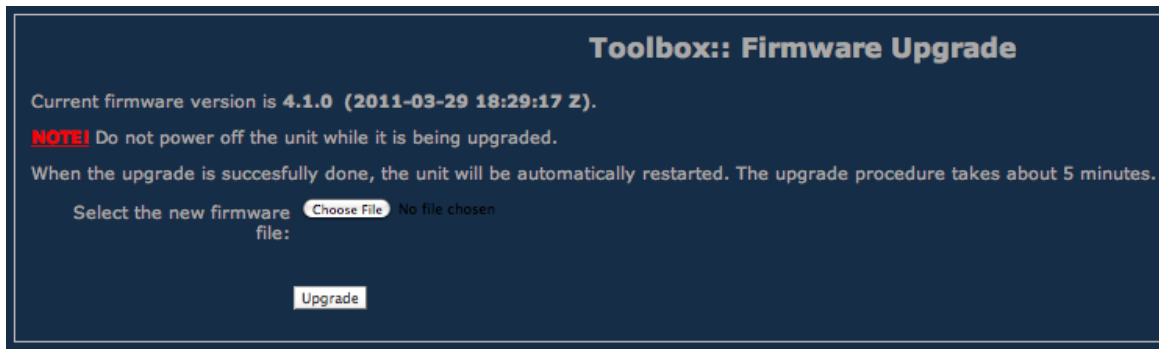 Toolbox:: Firmware Upgrade
Current firmware version is 4.1.0 (2011-03-29 18:29:17 Z).
NOTE! Do not power off the unit while it is being upgraded.
When the upgrade is succesfully done, the unit will be automatically restarted. The upgrade procedure takes about 5 minutes.
Select the new firmware Choose File No file chosen
file:
Upgrade